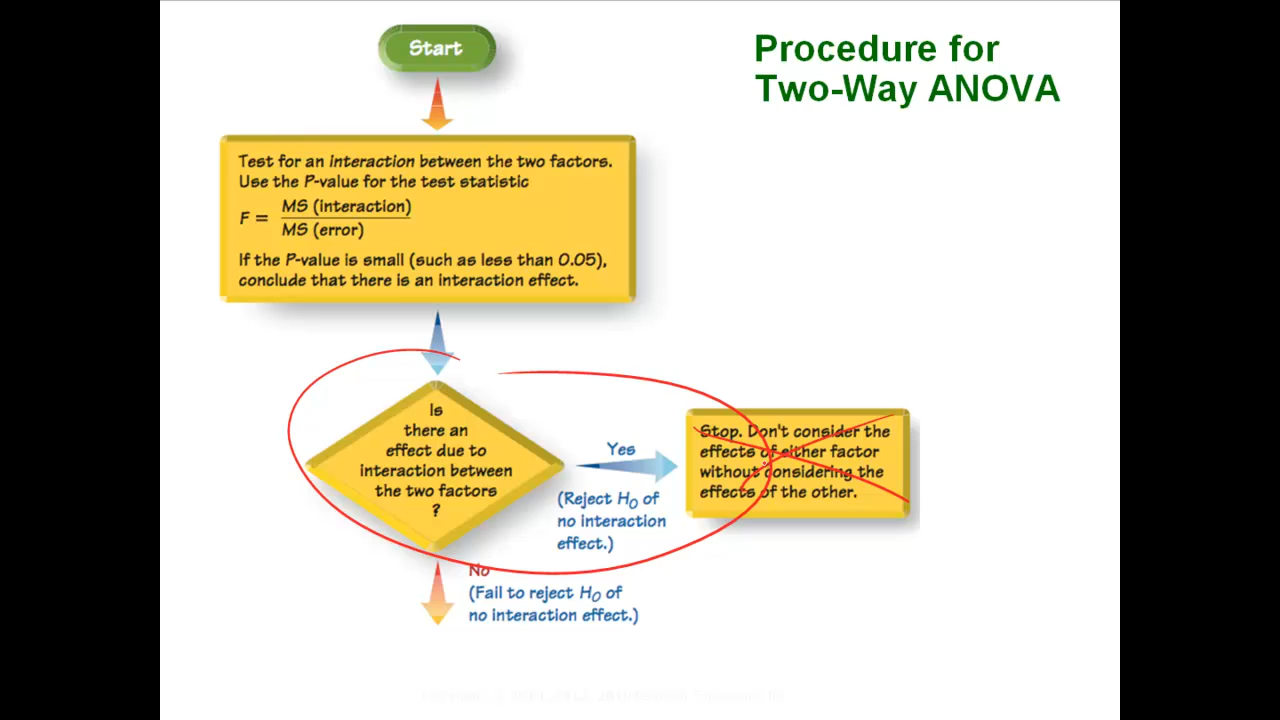 Start
Procedure for
Two-Way ANOVA
Test for an interaction between the two factors.
Use the P-value for the test statistic
F = MS (interaction)
MS (error)
If the P-value is small (such as less than 0.05),
conclude that there is an interaction effect.
Is
there an
effect due to
interaction between
the two factors
?
Yes
(Reject H0 of
no interaction
effect.)
Stop. Don't consider the
effects of either factor
without considering the
effects of the other.
No
(Fail to reject H0 of
no interaction effect.)